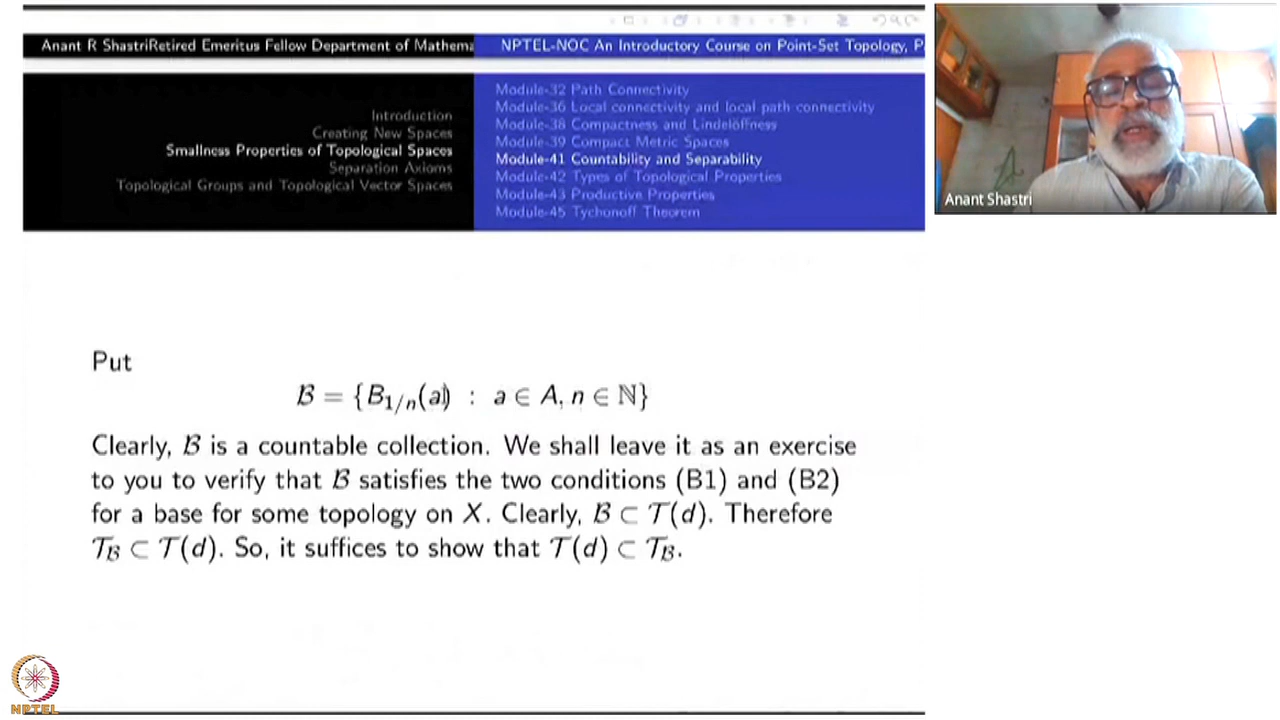 Anant R ShastriRetired Emeritus Fellow Department of Mathema
NPTEL-NOC An Introductory Course on Point-Set Topology, P
Introduction
Creating New Spaces
Smallness Properties of Topological Spaces
Separation Axioms
Topological Groups and Topological Vector Spaces
Module-32 Path Connectivity
Module-36 Local connectivity and local path connectivity
Module-38 Compactness and Lindelöffness
Module-39 Compact Metric Spaces
Module-41 Countability and Separability
Module-42 Types of Topological Properties
Module-43 Productive Properties
Module-45 Tychonoff Theorem
Anant Shastri
Put
ℬ = {B_{1/n}(a) : a ∈ A, n ∈ ℕ}
Clearly, ℬ is a countable collection. We shall leave it as an exercise
to you to verify that ℬ satisfies the two conditions (B1) and (B2)
for a base for some topology on X. Clearly, ℬ ⊂ 𝒯(d). Therefore
𝒯_ℬ ⊂ 𝒯(d). So, it suffices to show that 𝒯(d) ⊂ 𝒯_ℬ.
NPTEL